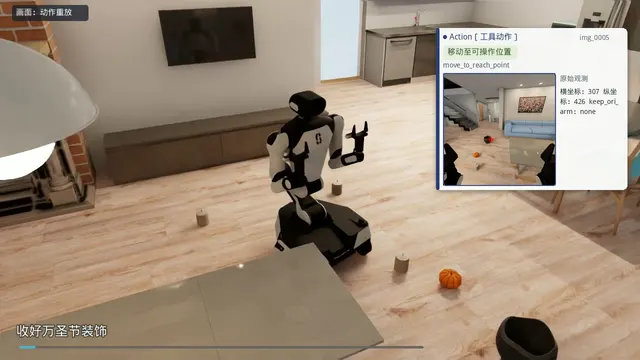 画面：动作重放
Action [ 工具动作 ]
img_0005
移动至可操作位置
move_to_reach_point
原始观测
横坐标：307 纵坐
标：426 keep_ori_
arm：none
收好万圣节装饰